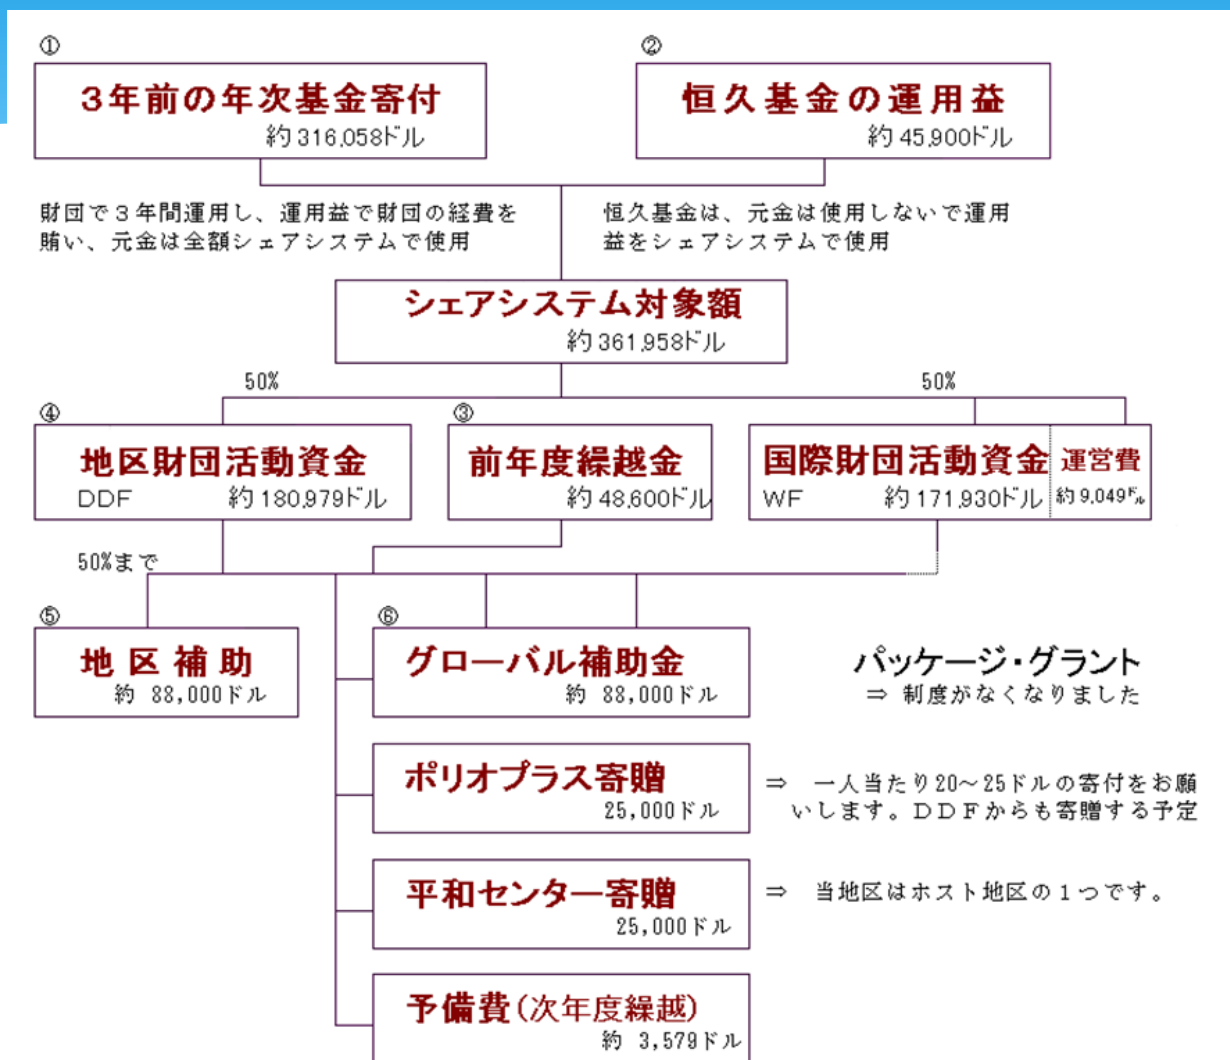 ①
３年前の年次基金寄付
約316,058ドル
②
恒久基金の運用益
約45,900ドル
財団で３年間運用し、運用益で財団の経費を
賄い、元金は全額シェアシステムで使用
恒久基金は、元金は使用しないで運用
益をシェアシステムで使用
シェアシステム対象額
約361,958ドル
50%
50%
④
地区財団活動資金
DDF 約180,979ドル
③
前年度繰越金
約48,600ドル
国際財団活動資金
WF 約171,930ドル
運営費
約9,049ドル
50%まで
⑤
地区補助
約 88,000ドル
⑥
グローバル補助金
約 88,000ドル
パッケージ・グラント
⇒ 制度がなくなりました
ポリオプラス寄贈
25,000ドル
⇒ 一人当たり20～25ドルの寄付をお願
いします。ＤＤＦからも寄贈する予定
平和センター寄贈
25,000ドル
⇒ 当地区はホスト地区の１つです。
予備費(次年度繰越)
約 3,579ドル